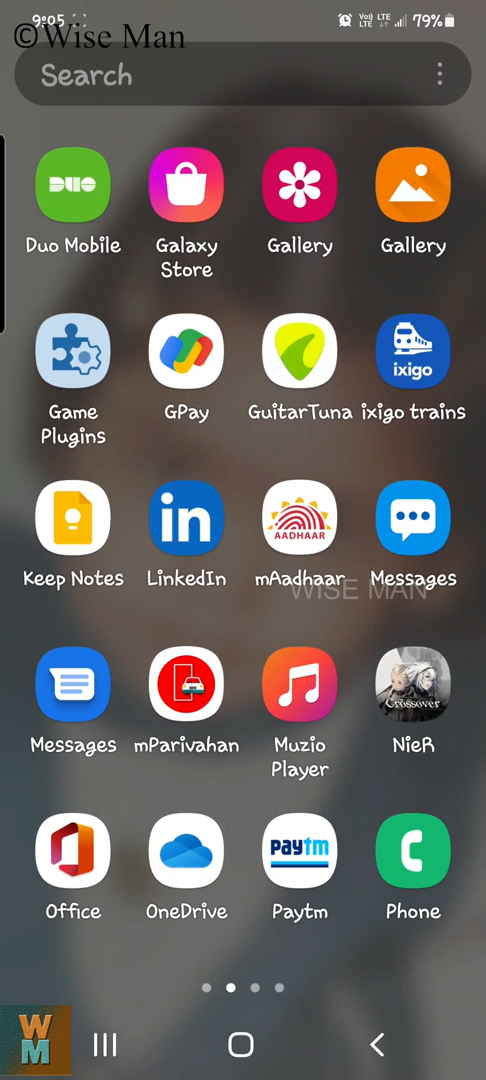 9:05
Vo)) LTE
LTE
79%
©Wise Man
Search
DUO
Duo Mobile Galaxy Store Gallery Gallery
ixigo
Game Plugins GPay GuitarTuna ixigo trains
in
AADHAAR
Keep Notes LinkedIn mAadhaar Messages
WISE MAN
Crossover
Messages mParivahan Muzio Player NieR
paytm
Office OneDrive Paytm Phone
WM